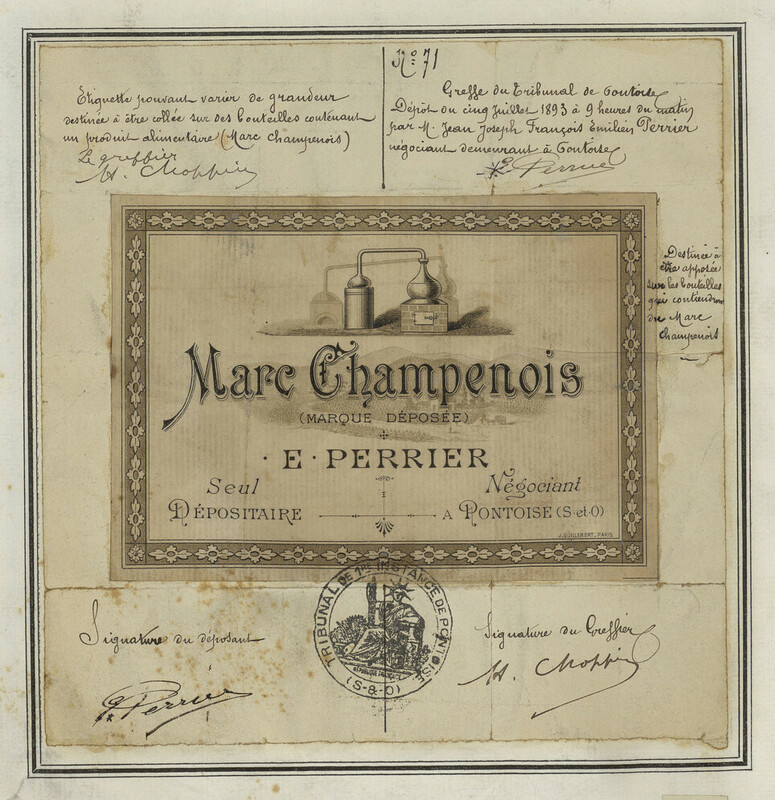 Etiquette pouvant varier de grandeur
destinée à être collée sur des bouteilles contenant
un produit alimentaire (Marc Champenois)
Le greffier
H. Choppin
No. 71
Greffe du Tribunal de Pontoise
Dépôt du cinq Juillet 1893 à 9 heures du matin
par M. Jean Joseph François Émilien Perrier
négociant demeurant à Pontoise
E. Perrier
Destinée à
être apposée
sur les bouteilles
qui contiendront
du Marc
Champenois
Marc Champenois
(MARQUE DÉPOSÉE)
· E · PERRIER
Seul Négociant
DÉPOSITAIRE A PONTOISE (S-et-O)
PARIS
TRIBUNAL DE 1re INSTANCE DE PONTOISE
(S-&-O)
Signature du déposant
E. Perrier
Signature du Greffier
H. Choppin